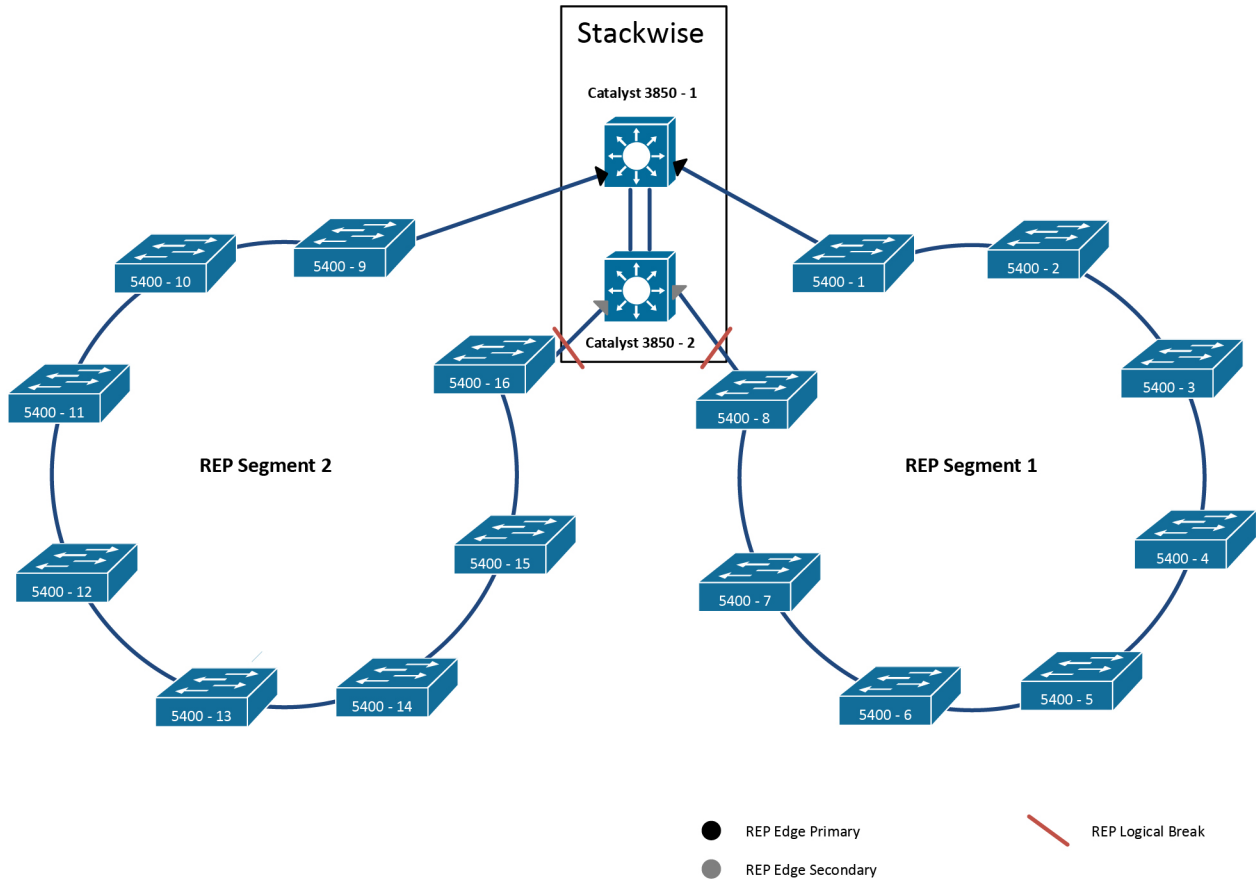 Stackwise
Catalyst 3850 - 1
5400 - 9
5400 - 10
5400 - 1
5400 - 2
Catalyst 3850 - 2
5400 - 16
5400 - 11
5400 - 8
5400 - 3
REP Segment 2
REP Segment 1
5400 - 15
5400 - 12
5400 - 7
5400 - 4
5400 - 14
5400 - 13
5400 - 6
5400 - 5
REP Edge Primary
REP Logical Break
REP Edge Secondary